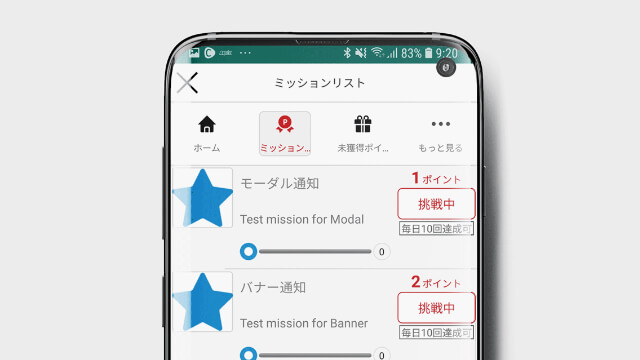 83% 9:20
ミッションリスト
ホーム
ミッション...
未獲得ポイ...
もっと見る
モーダル通知
1ポイント
挑戦中
Test mission for Modal
毎日10回達成可
0
バナー通知
2ポイント
挑戦中
Test mission for Banner
毎日10回達成可
0